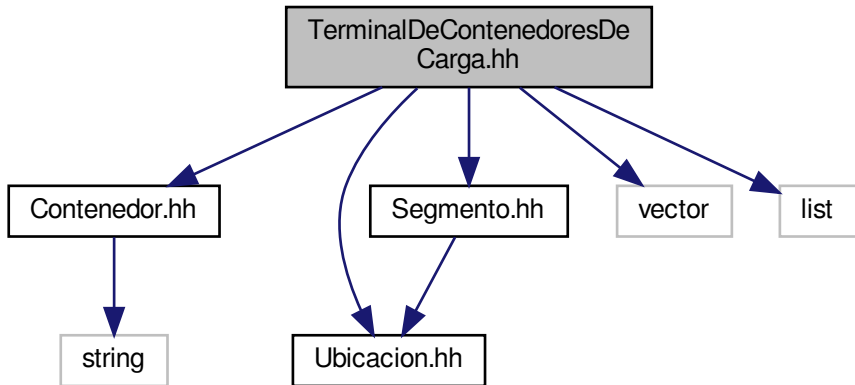 TerminalDeContenedoresDe
Carga.hh
Contenedor.hh
Segmento.hh
vector
list
string
Ubicacion.hh